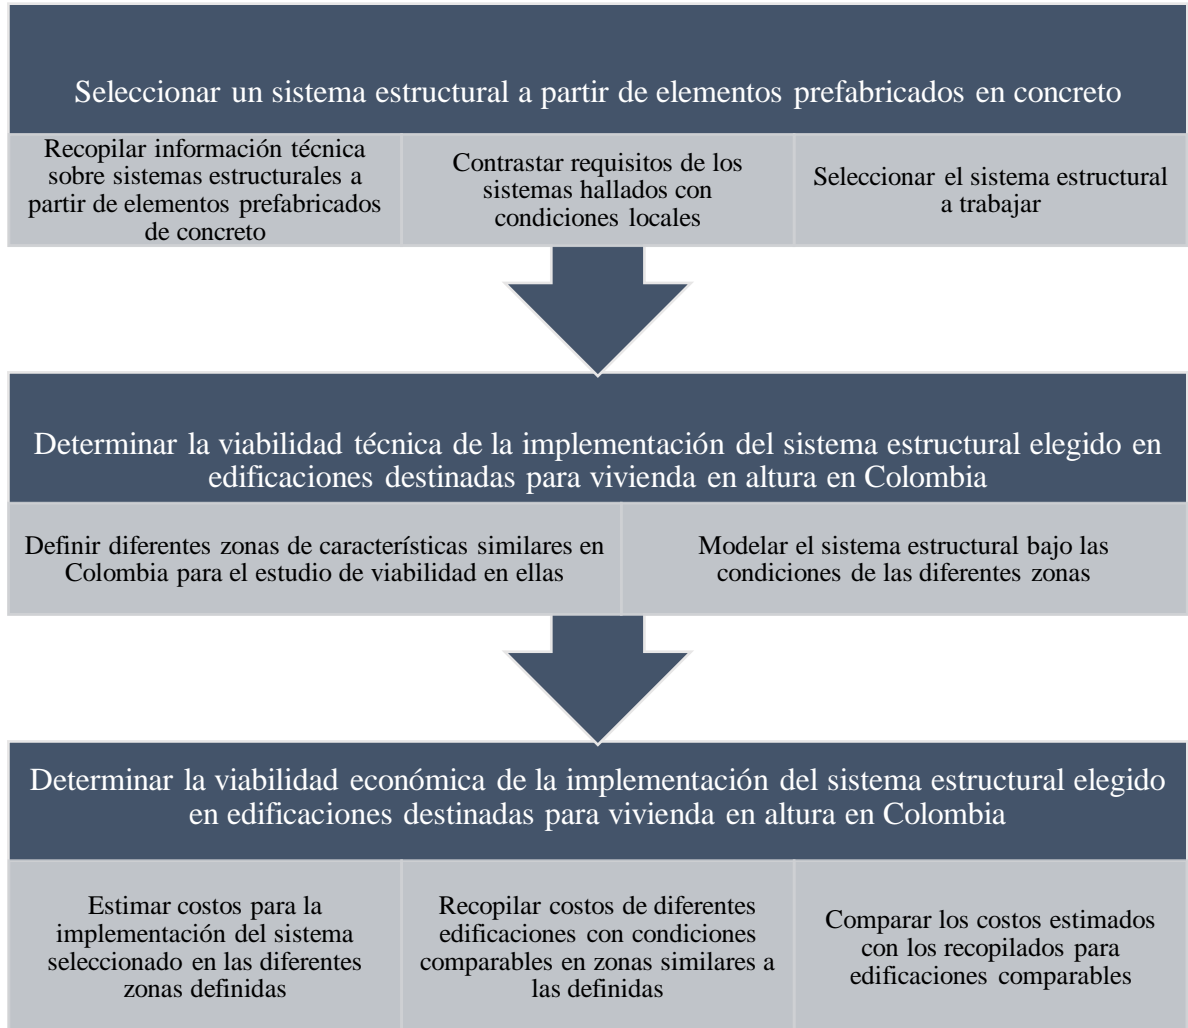 Seleccionar un sistema estructural a partir de elementos prefabricados en concreto
Recopilar información técnica
sobre sistemas estructurales a
partir de elementos prefabricados
de concreto
Contrastar requisitos de los
sistemas hallados con
condiciones locales
Seleccionar el sistema estructural
a trabajar
Determinar la viabilidad técnica de la implementación del sistema estructural elegido en
edificaciones destinadas para vivienda en altura en Colombia
Definir diferentes zonas de características similares en
Colombia para el estudio de viabilidad en ellas
Modelar el sistema estructural bajo las
condiciones de las diferentes zonas
Determinar la viabilidad económica de la implementación del sistema estructural elegido
en edificaciones destinadas para vivienda en altura en Colombia
Estimar costos para la
implementación del sistema
seleccionado en las diferentes
zonas definidas
Recopilar costos de diferentes
edificaciones con condiciones
comparables en zonas similares a
las definidas
Comparar los costos estimados
con los recopilados para
edificaciones comparables